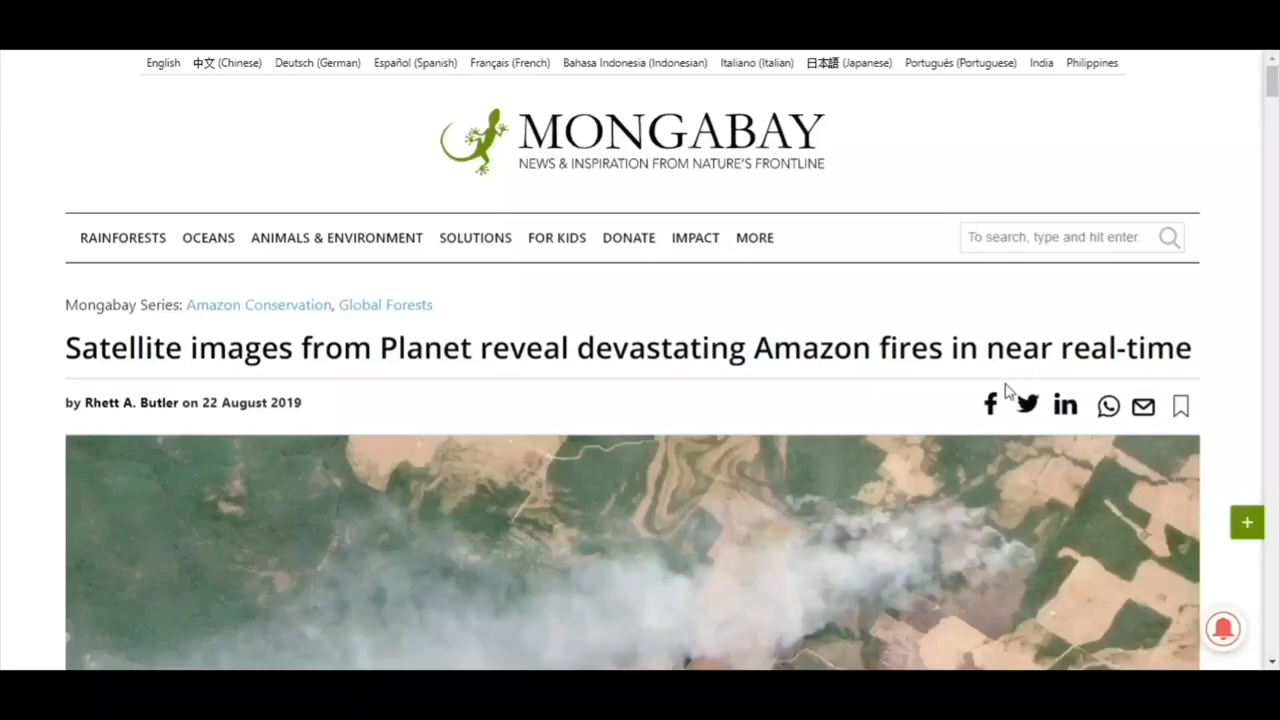 English 中文 (Chinese) Deutsch (German) Español (Spanish) Français (French) Bahasa Indonesia (Indonesian) Italiano (Italian) 日本語 (Japanese) Português (Portuguese) India Philippines
MONGABAY
NEWS & INSPIRATION FROM NATURE'S FRONTLINE
RAINFORESTS OCEANS ANIMALS & ENVIRONMENT SOLUTIONS FOR KIDS DONATE IMPACT MORE To search, type and hit enter
Mongabay Series: Amazon Conservation, Global Forests
Satellite images from Planet reveal devastating Amazon fires in near real-time
by Rhett A. Butler on 22 August 2019